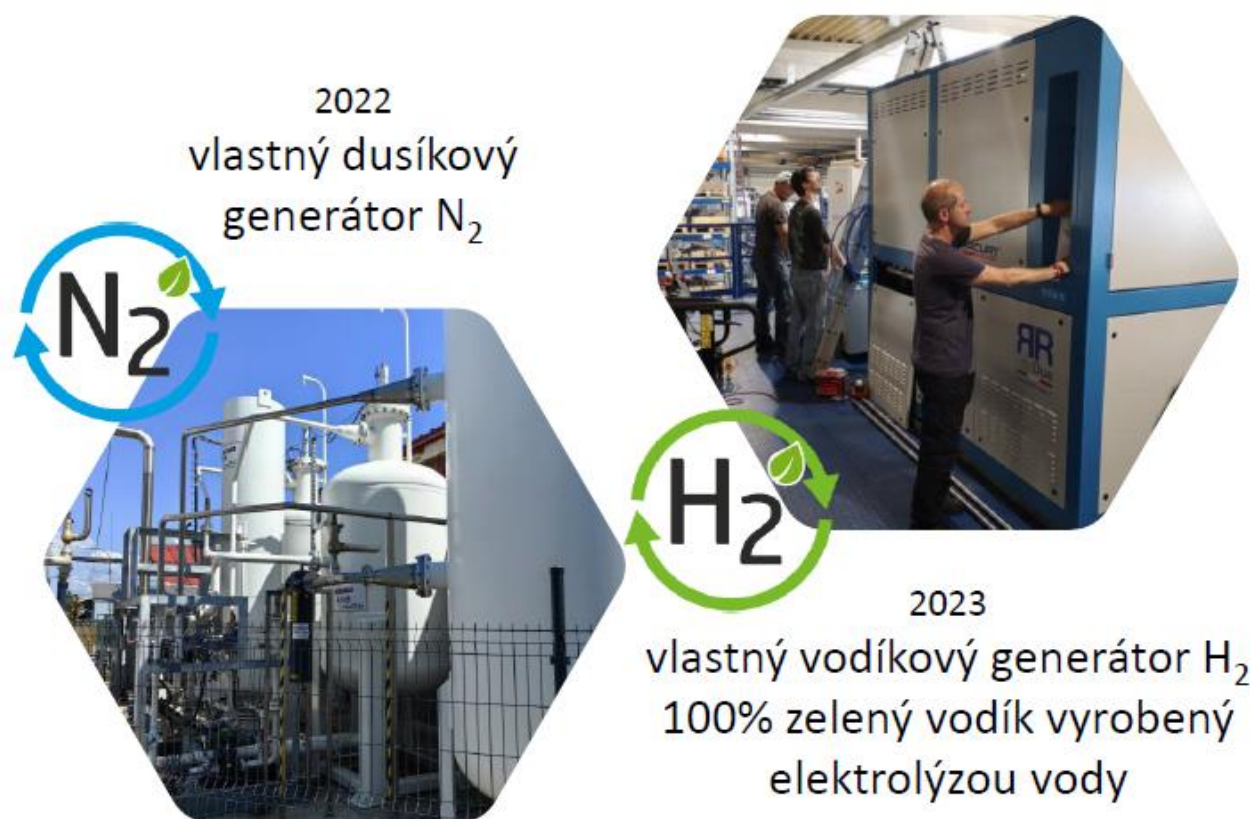 2022
vlastný dusíkový
generátor N₂
N₂
H₂
2023
vlastný vodíkový generátor H₂
100% zelený vodík vyrobený
elektrolýzou vody